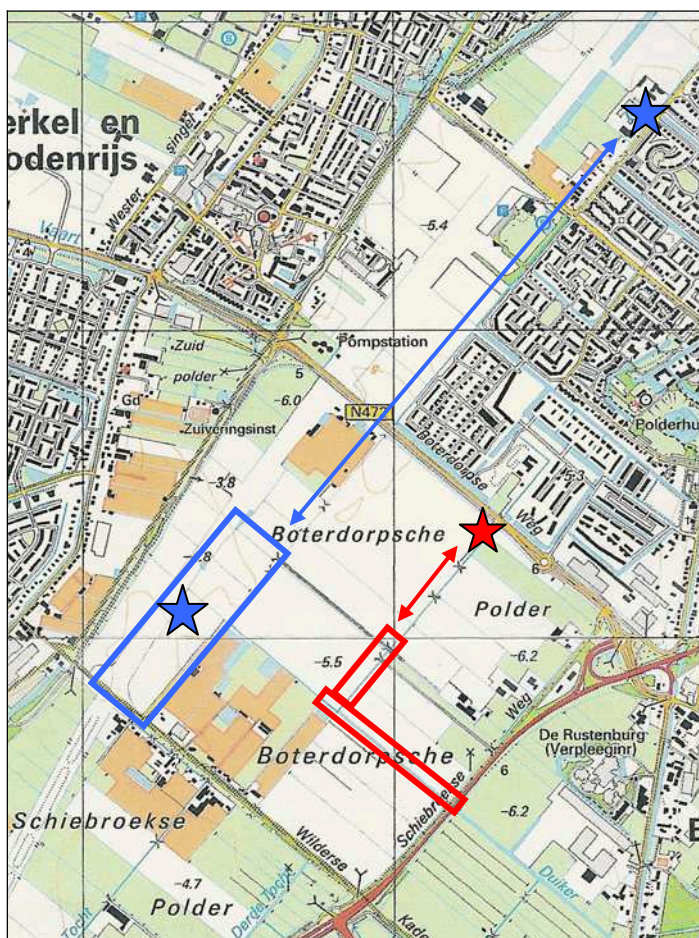 erkel en
odenrijs
Wester
singel
Vaart
-5.4
Pompstation
Zuid
polder
5
-6.0
Gd
Zuiveringsinst
N472
Polderhu
Boterdorpse
Weg
5.3
-3.8
Boterdorpsche
.8
6
Polder
-5.5
-6.2
Weg
De Rustenburg
(Verpleeginr)
Boterdorpsche
6
Schiebroekse
-6.2
Schiebroekse
Wilderse
B
-4.7
Duiker
Polder
Derde Tocht
Tocht
Kade